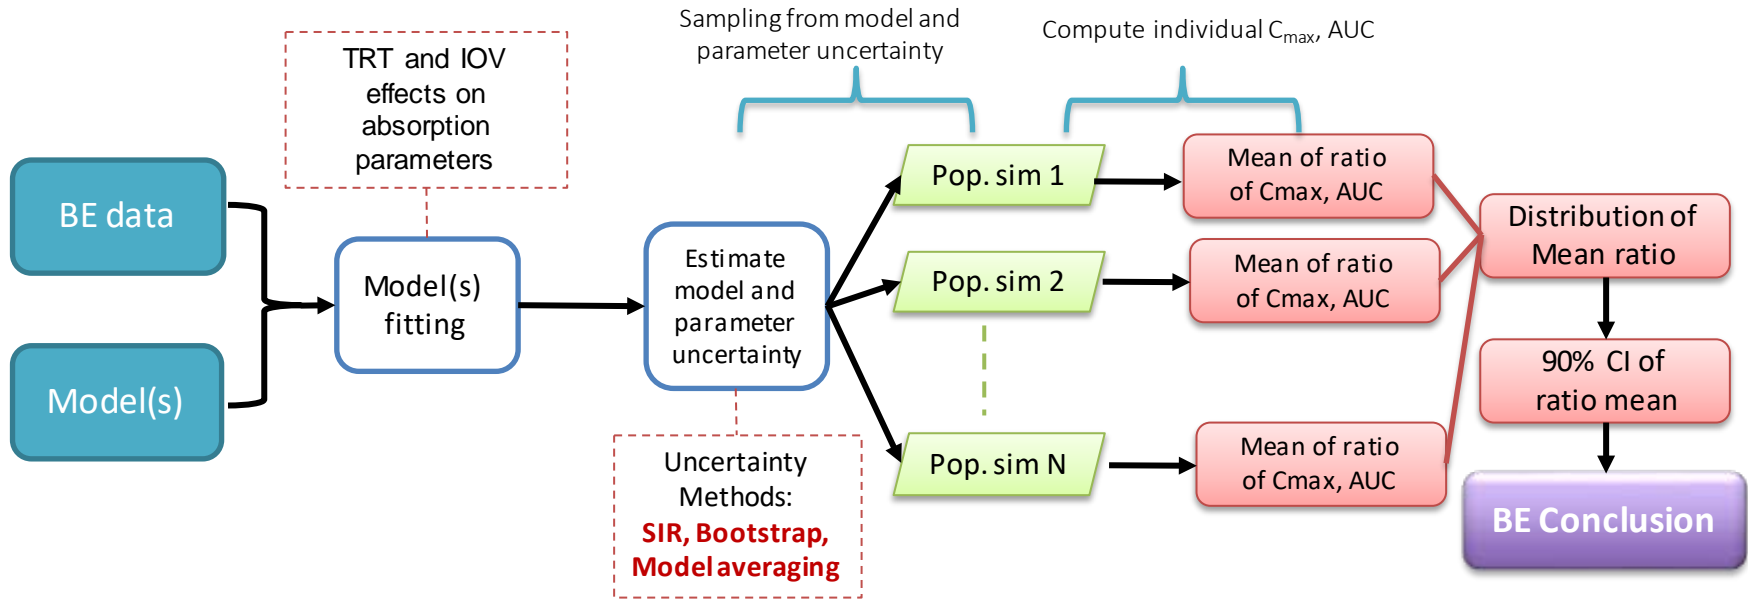 Sampling from model and
parameter uncertainty
Compute individual Cmax, AUC
TRT and IOV
effects on
absorption
parameters
BE data
Model(s)
Model(s)
fitting
Estimate
model and
parameter
uncertainty
Uncertainty
Methods:
SIR, Bootstrap,
Model averaging
Pop. sim 1
Pop. sim 2
Pop. sim N
Mean of ratio
of Cmax, AUC
Mean of ratio
of Cmax, AUC
Mean of ratio
of Cmax, AUC
Distribution of
Mean ratio
90% CI of
ratio mean
BE Conclusion